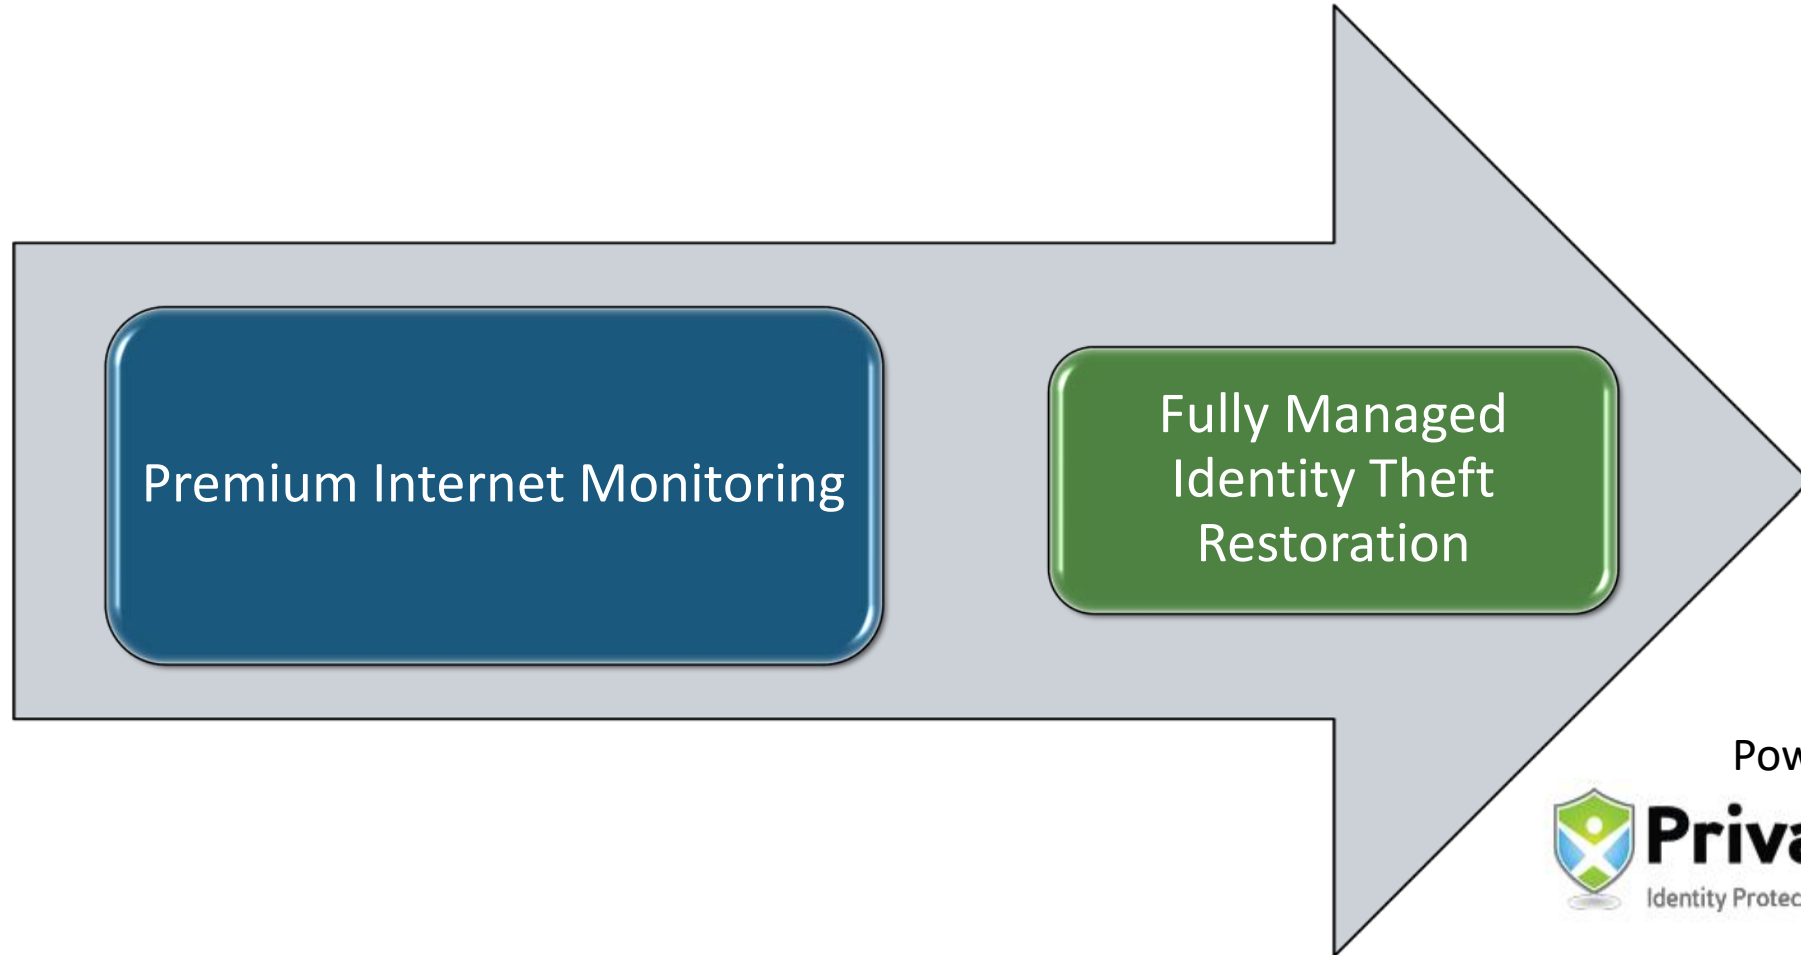 Premium Internet Monitoring
Fully Managed
Identity Theft
Restoration